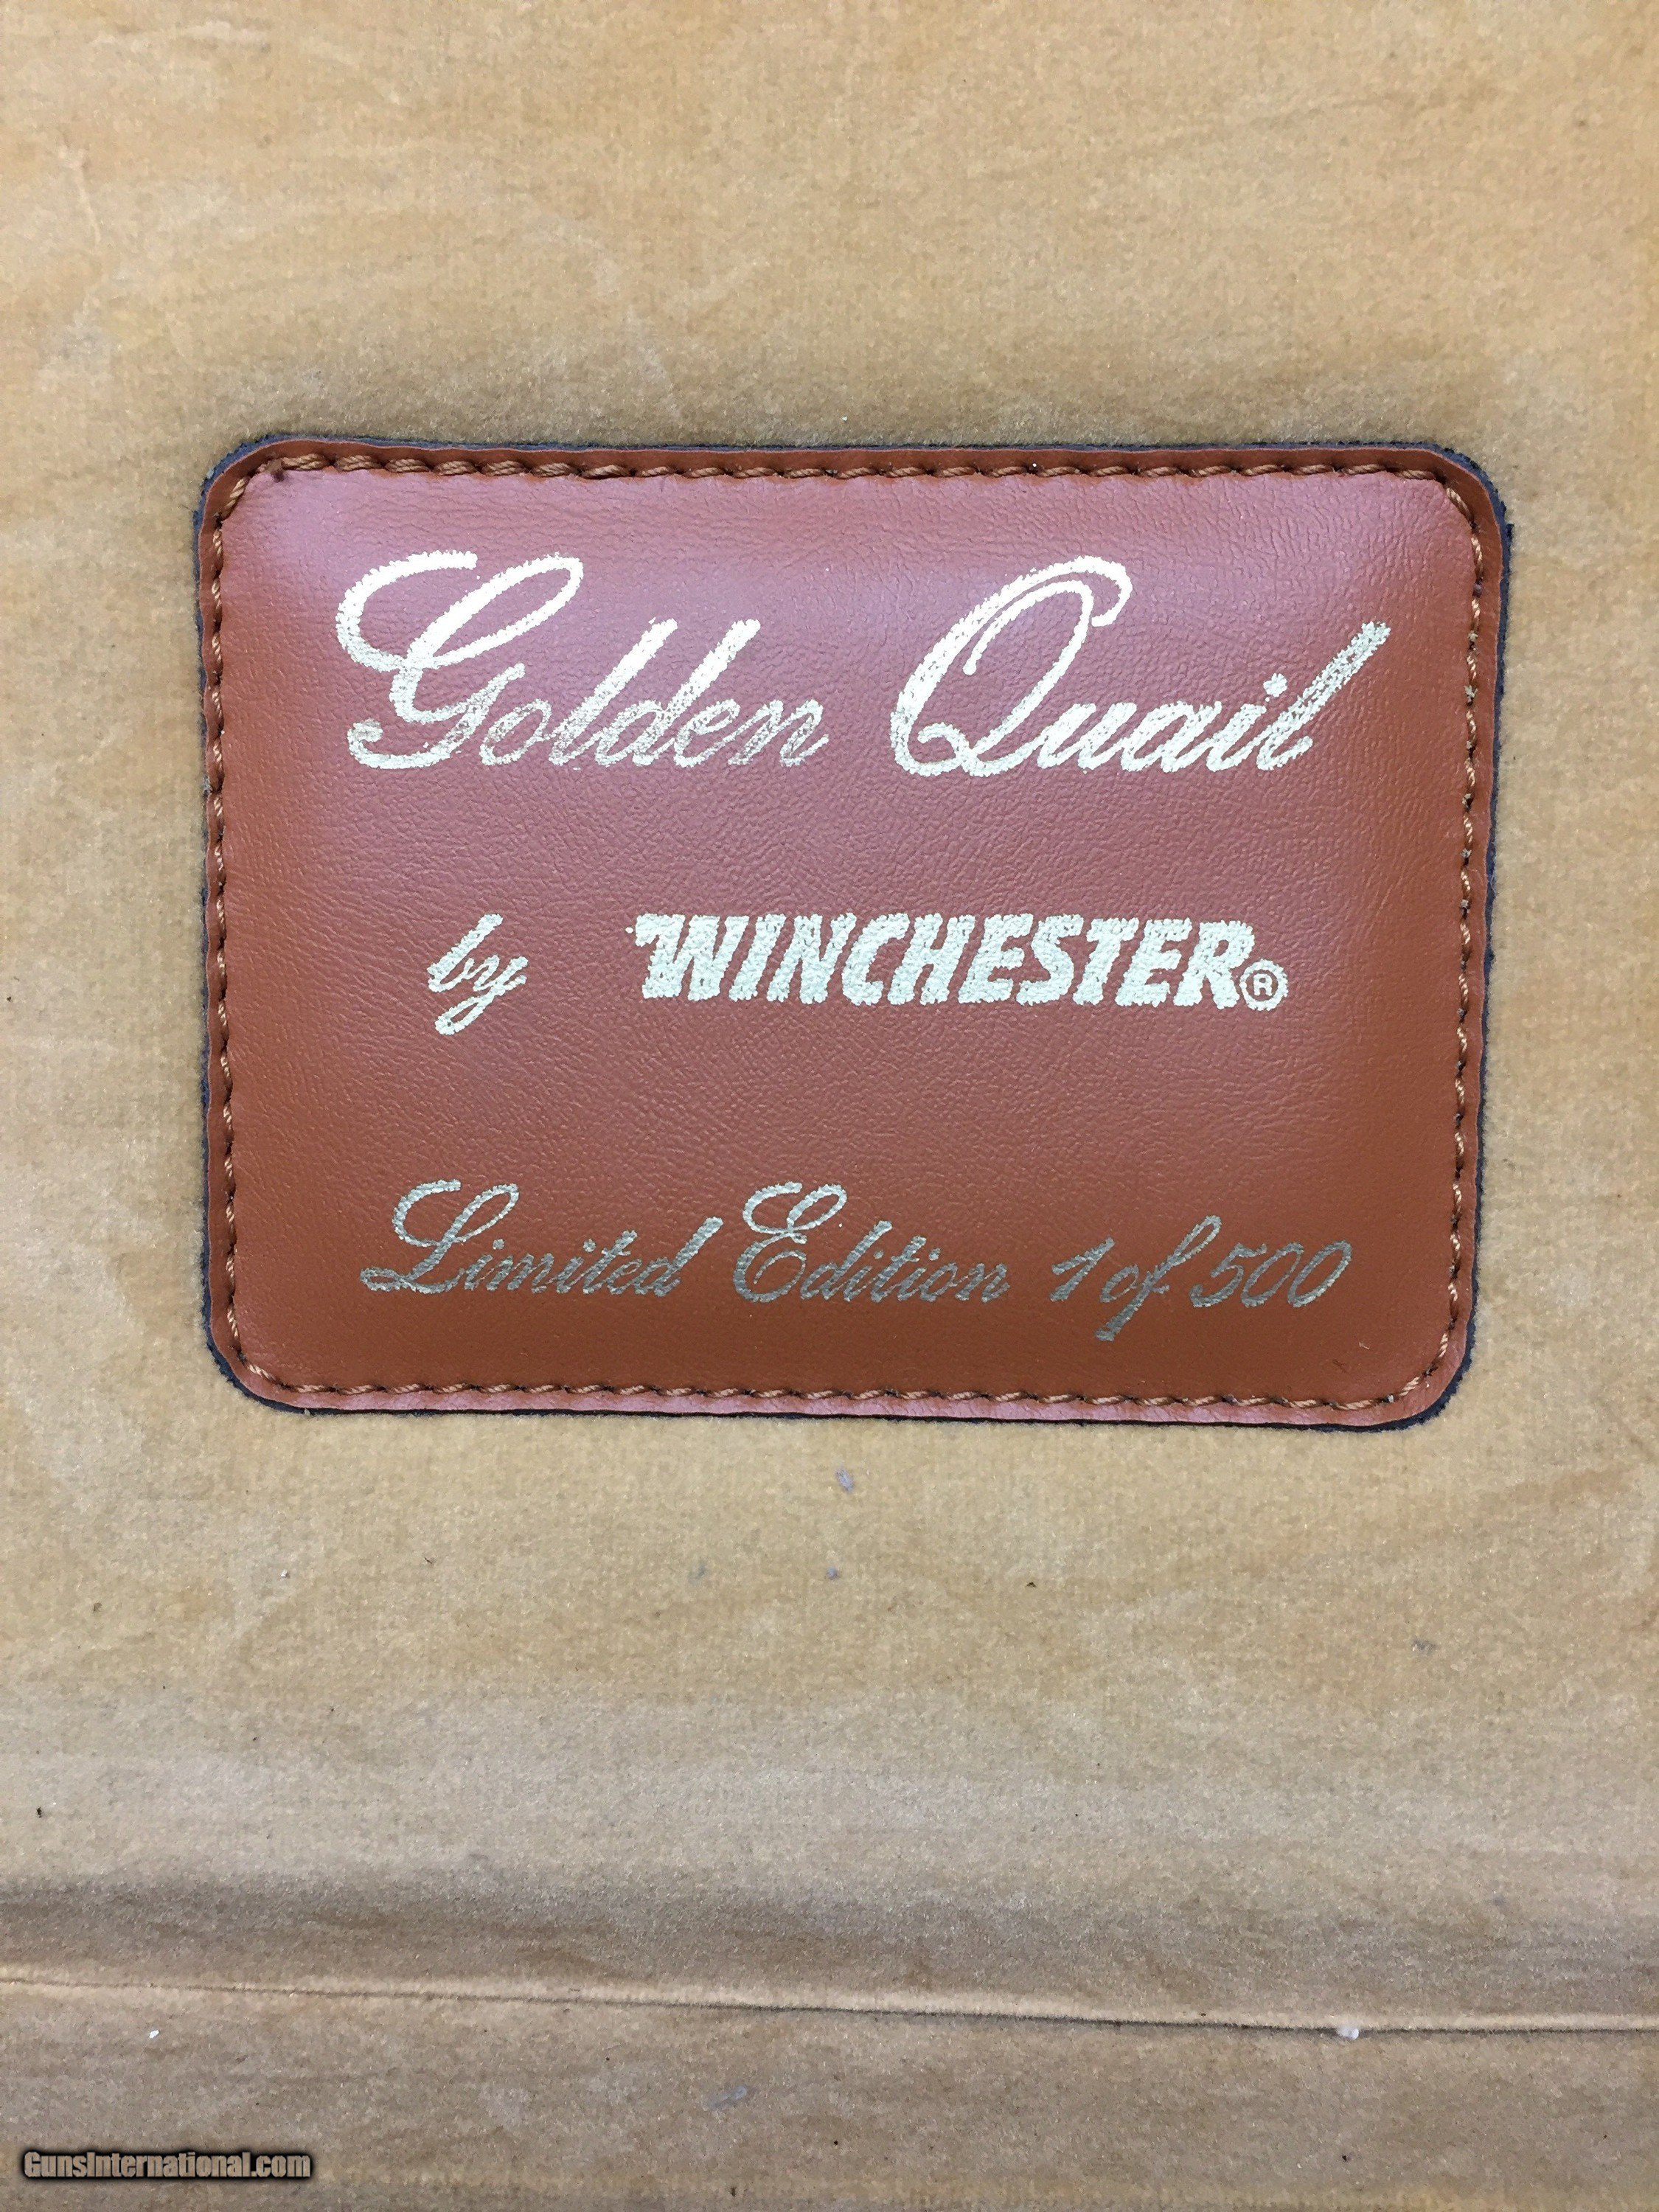 Golden Quail
by WINCHESTER®
Limited Edition 1 of 500
GunsInternational.com